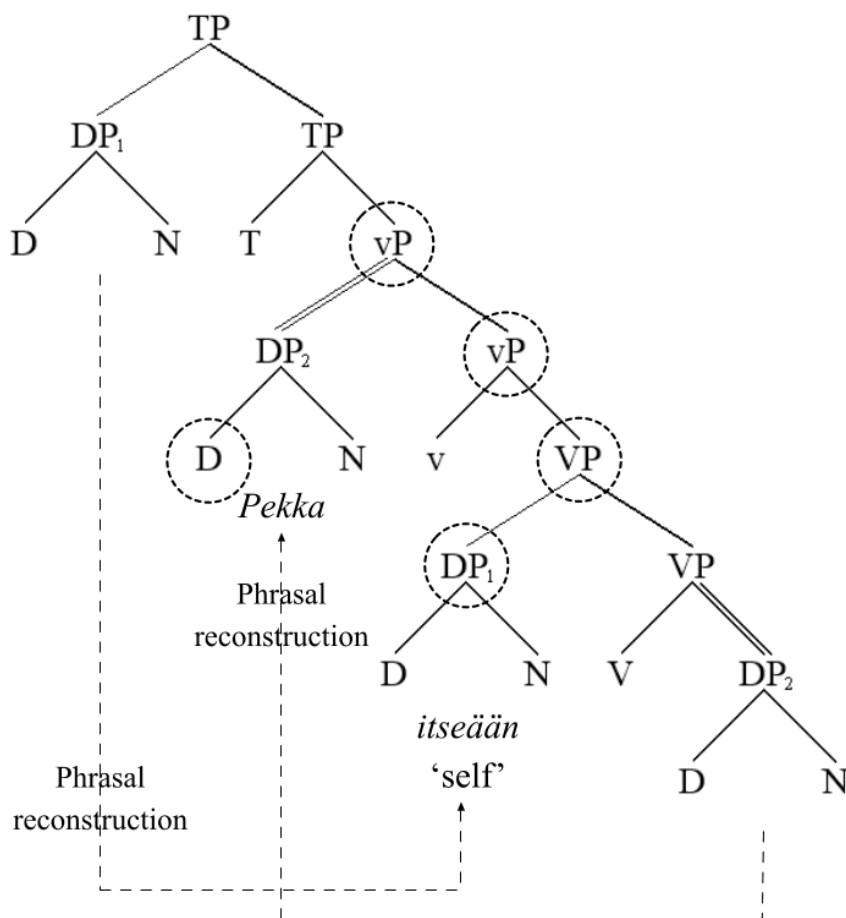 TP
DP₁ TP
D N T vP
DP₂ vP
D N v VP
Pekka
DP₁ VP
Phrasal
reconstruction
D N V DP₂
itseään
‘self’
D N
Phrasal
reconstruction